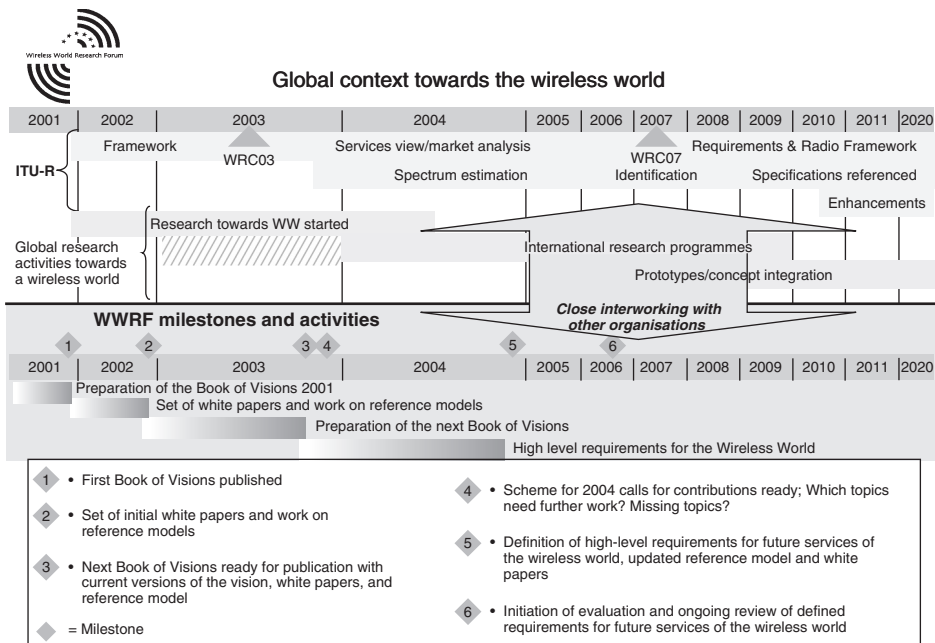 Wireless World Research Forum
Global context towards the wireless world
2001 2002 2003 2004 2005 2006 2007 2008 2009 2010 2011 2020
ITU-R
Framework
WRC03
Services view/market analysis
WRC07
Requirements & Radio Framework
Spectrum estimation
Identification
Specifications referenced
Enhancements
Global research
activities towards
a wireless world
Research towards WW started
International research programmes
Prototypes/concept integration
Close interworking with
other organisations
WWRF milestones and activities
1 2 3 4 5 6
2001 2002 2003 2004 2005 2006 2007 2008 2009 2010 2011 2020
Preparation of the Book of Visions 2001
Set of white papers and work on reference models
Preparation of the next Book of Visions
High level requirements for the Wireless World
1 • First Book of Visions published
2 • Set of initial white papers and work on
reference models
3 • Next Book of Visions ready for publication with
current versions of the vision, white papers, and
reference model
= Milestone
4 • Scheme for 2004 calls for contributions ready; Which topics
need further work? Missing topics?
5 • Definition of high-level requirements for future services of
the wireless world, updated reference model and white
papers
6 • Initiation of evaluation and ongoing review of defined
requirements for future services of the wireless world